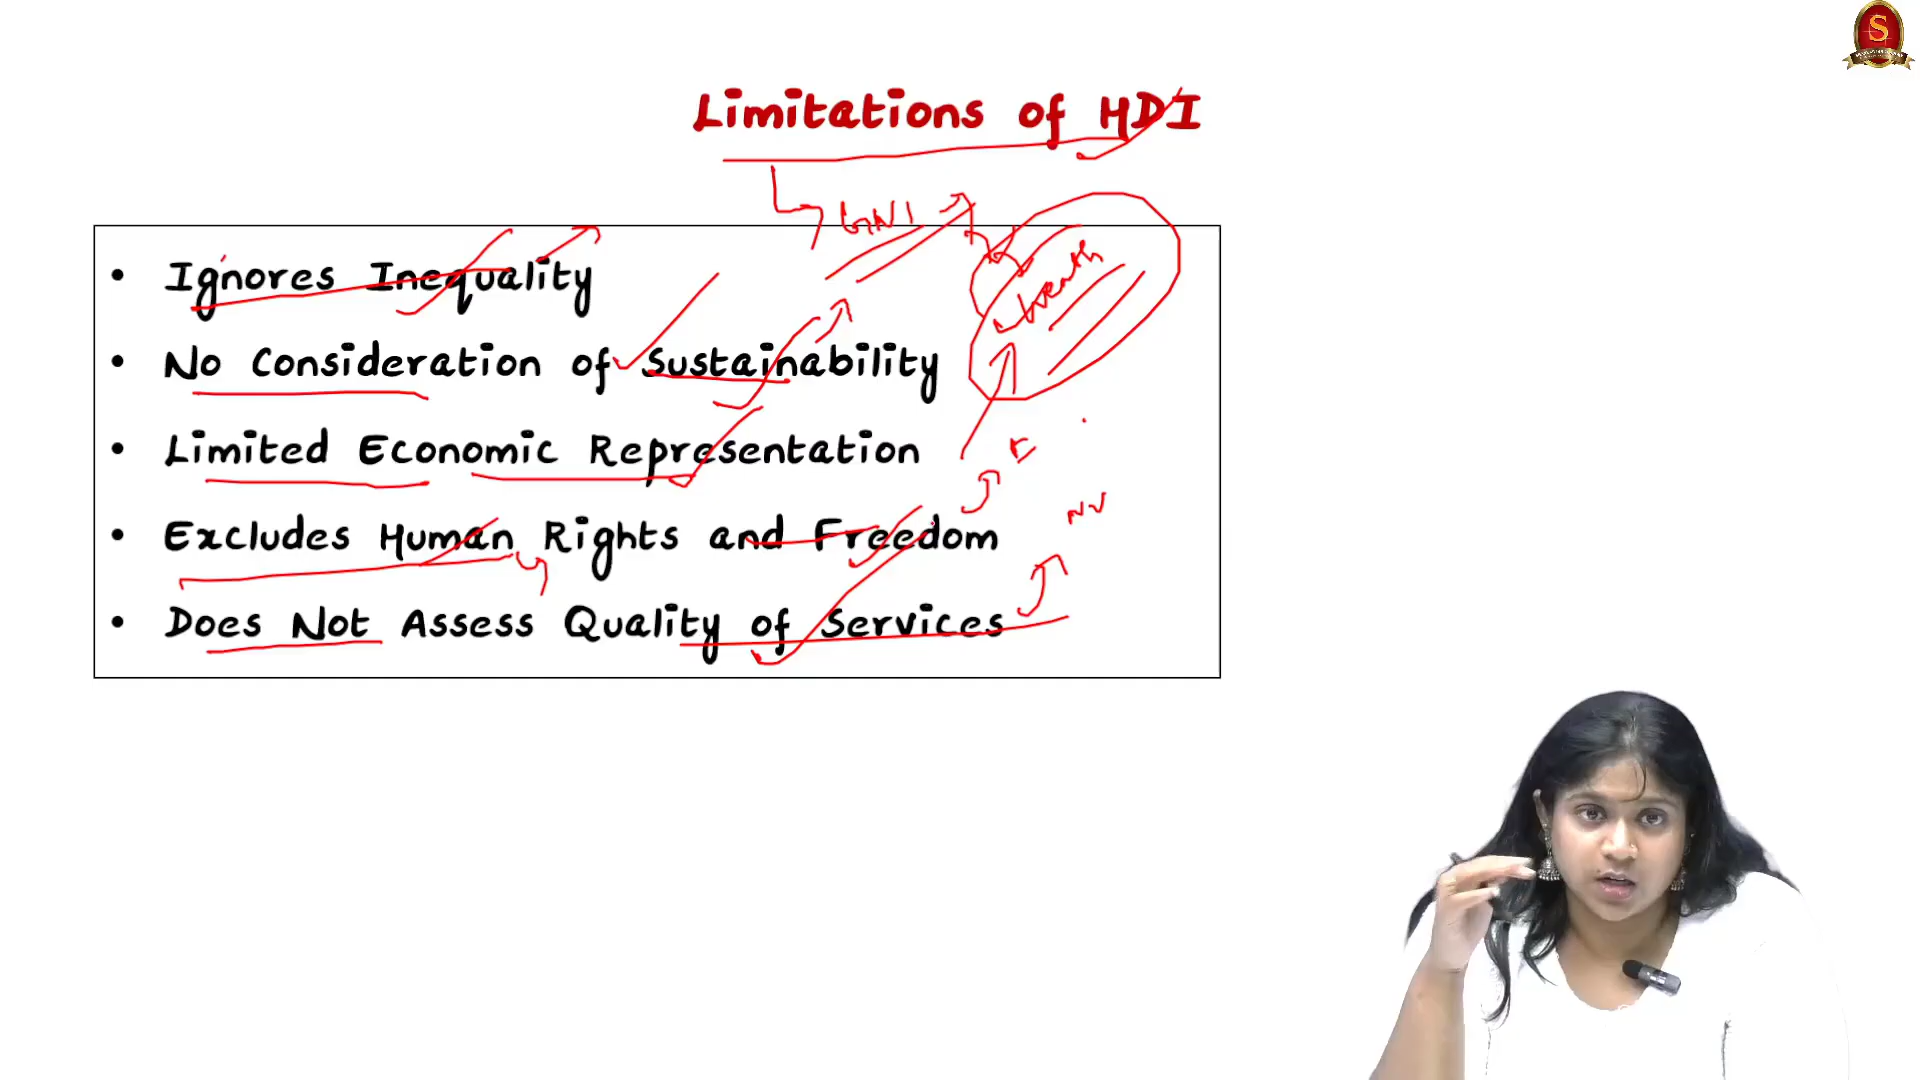 Limitations of HDI
GNI
• Ignores Inequality
• No Consideration of Sustainability
• Limited Economic Representation
• Excludes Human Rights and Freedom
• Does Not Assess Quality of Services
S